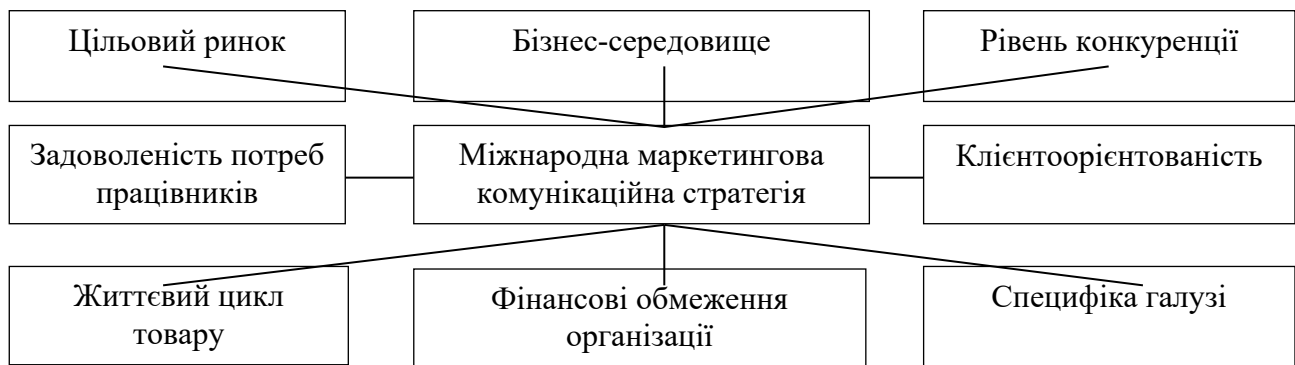 Цільовий ринок
Бізнес-середовище
Рівень конкуренції
Задоволеність потреб
працівників
Міжнародна маркетингова
комунікаційна стратегія
Клієнтоорієнтованість
Життєвий цикл
товару
Фінансові обмеження
організації
Специфіка галузі